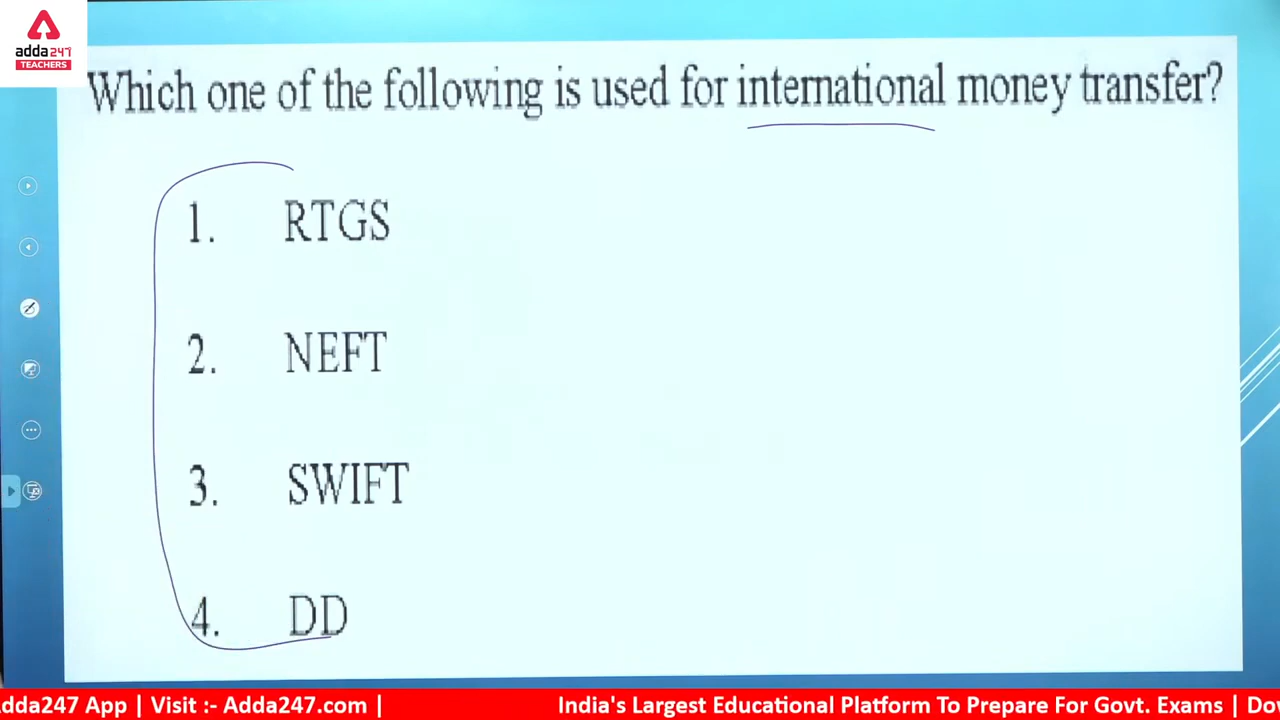 adda247
TEACHERS
Which one of the following is used for international money transfer?
1. RTGS
2. NEFT
3. SWIFT
4. DD
dda247 App | Visit :- Adda247.com | India's Largest Educational Platform To Prepare For Govt. Exams | Do